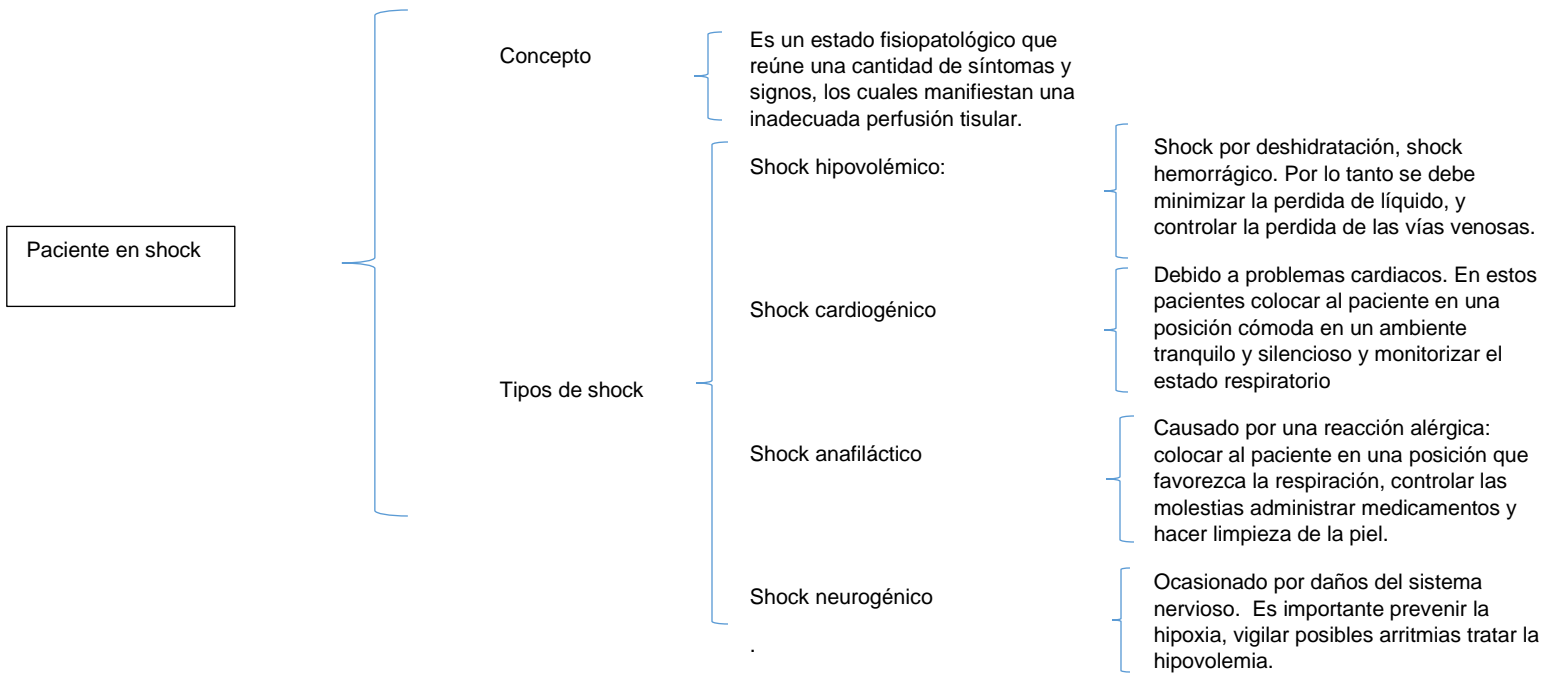 Paciente en shock
Concepto
Es un estado fisiopatológico que
reúne una cantidad de síntomas y
signos, los cuales manifiestan una
inadecuada perfusión tisular.
Tipos de shock
Shock hipovolémico:
Shock por deshidratación, shock
hemorrágico. Por lo tanto se debe
minimizar la perdida de líquido, y
controlar la perdida de las vías venosas.
Shock cardiogénico
Debido a problemas cardiacos. En estos
pacientes colocar al paciente en una
posición cómoda en un ambiente
tranquilo y silencioso y monitorizar el
estado respiratorio
Shock anafiláctico
Causado por una reacción alérgica:
colocar al paciente en una posición que
favorezca la respiración, controlar las
molestias administrar medicamentos y
hacer limpieza de la piel.
Shock neurogénico
.
Ocasionado por daños del sistema
nervioso.  Es importante prevenir la
hipoxia, vigilar posibles arritmias tratar la
hipovolemia.